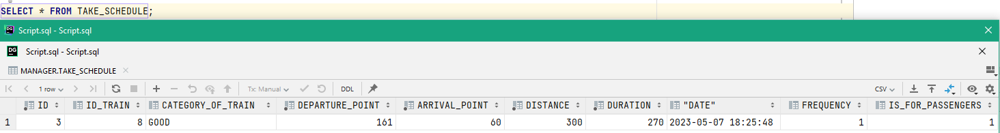 SELECT * FROM TAKE_SCHEDULE;
DG Script.sql - Script.sql
DG Script.sql - Script.sql
MANAGER.TAKE_SCHEDULE
1 row Tx: Manual DDL CSV
ID ID_TRAIN CATEGORY_OF_TRAIN DEPARTURE_POINT ARRIVAL_POINT DISTANCE DURATION "DATE" FREQUENCY IS_FOR_PASSENGERS
1 3 8 GOOD 161 60 300 270 2023-05-07 18:25:48 1 1